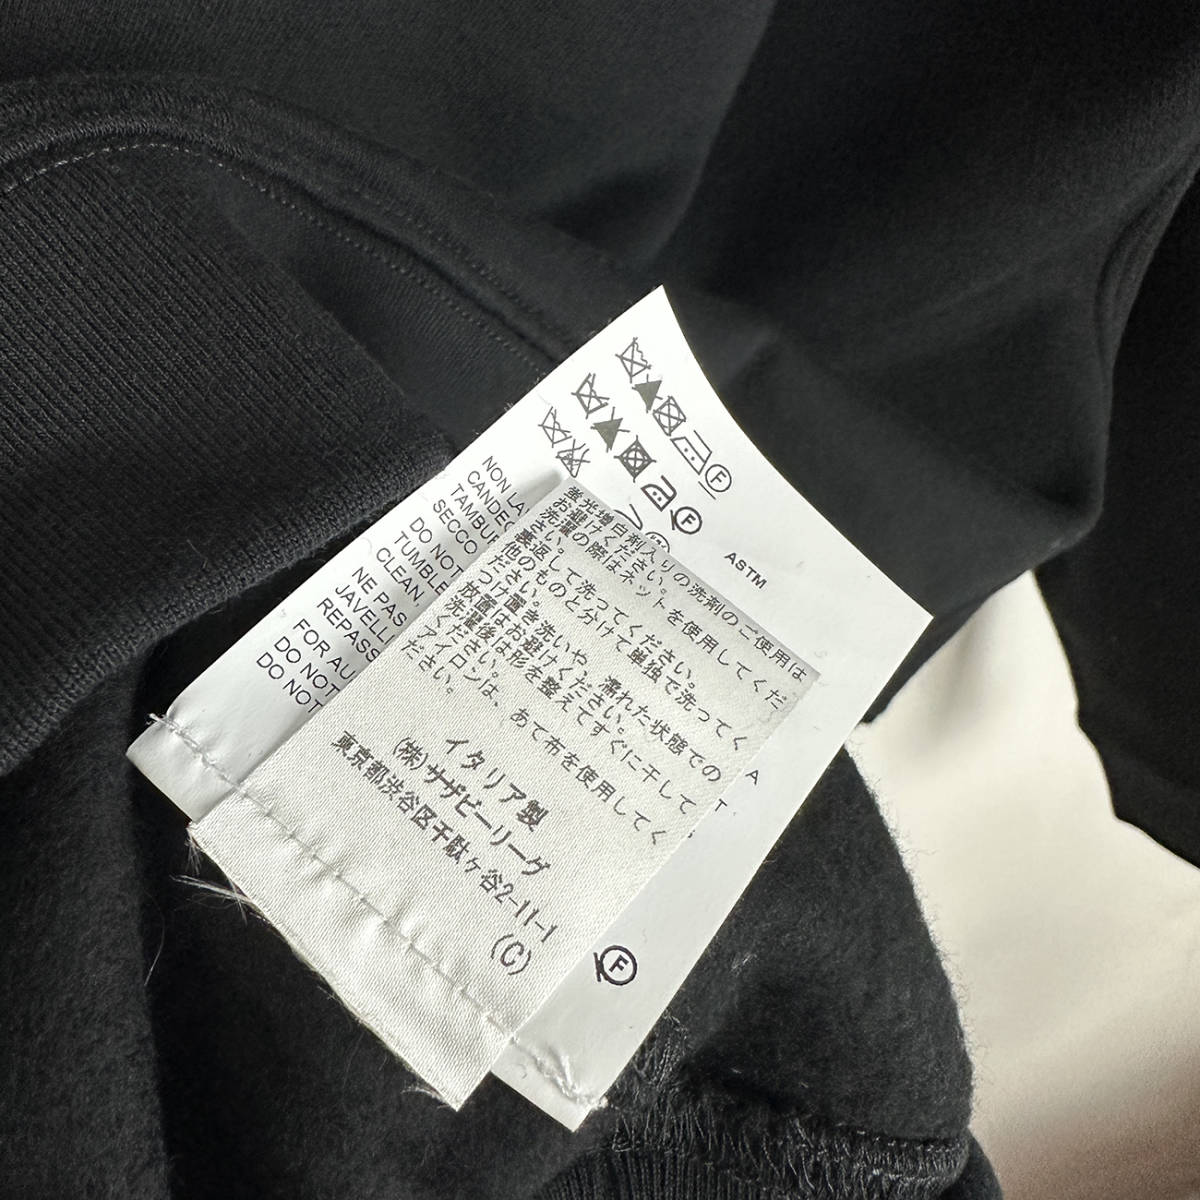 F
F
ASTM
NON LA
CANDEG
TAMBUR
SECCO
DO NOT
TUMBLE
CLEAN,
NE PAS
JAVELLI
REPASS
FOR AU
DO NOT
DO NOT
蛍光増白剤入りの洗剤のご使用は
お避けください。
洗濯の際はネットを使用してくだ
さい。
裏返して洗ってください。
他のものと分けて単独で洗ってく
ださい。
つけ置き洗いや、濡れた状態での
放置はお避けください。
洗濯後は形を整えてすぐに干して
ください。
アイロンは、あて布を使用してく
ださい。
イタリア製
(株)サザビーリーグ
東京都渋谷区千駄ヶ谷2-11-1
(C)
A
T
F